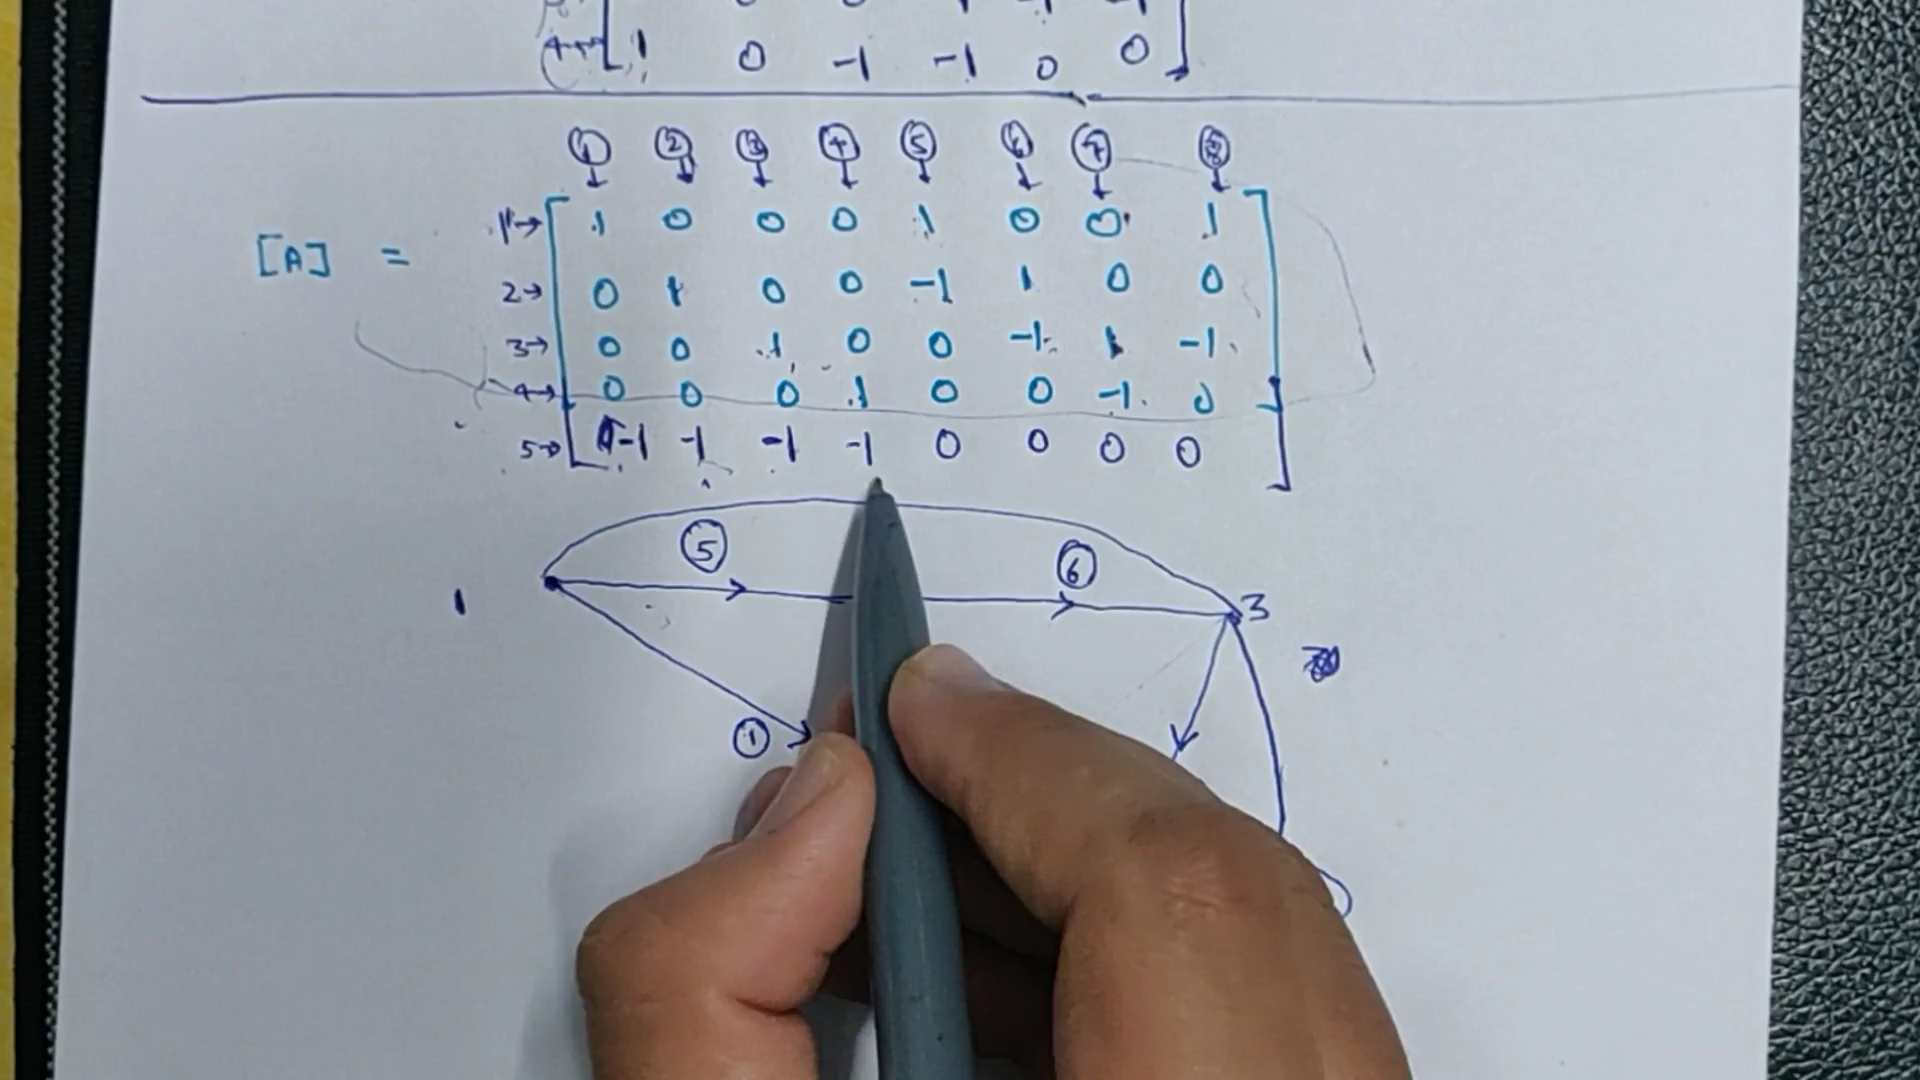 1 0 -1 -1 0 0
① ② ③ ④ ⑤ ⑥ ⑦ ⑧
[A] =
1→ 1 0 0 0 1 0 0 1
2→ 0 1 0 0 -1 1 0 0
3→ 0 0 1 0 0 -1 1 -1
4→ 0 0 0 1 0 0 -1 0
5→ -1 -1 -1 -1 0 0 0 0
⑤ ⑥
1 3
①